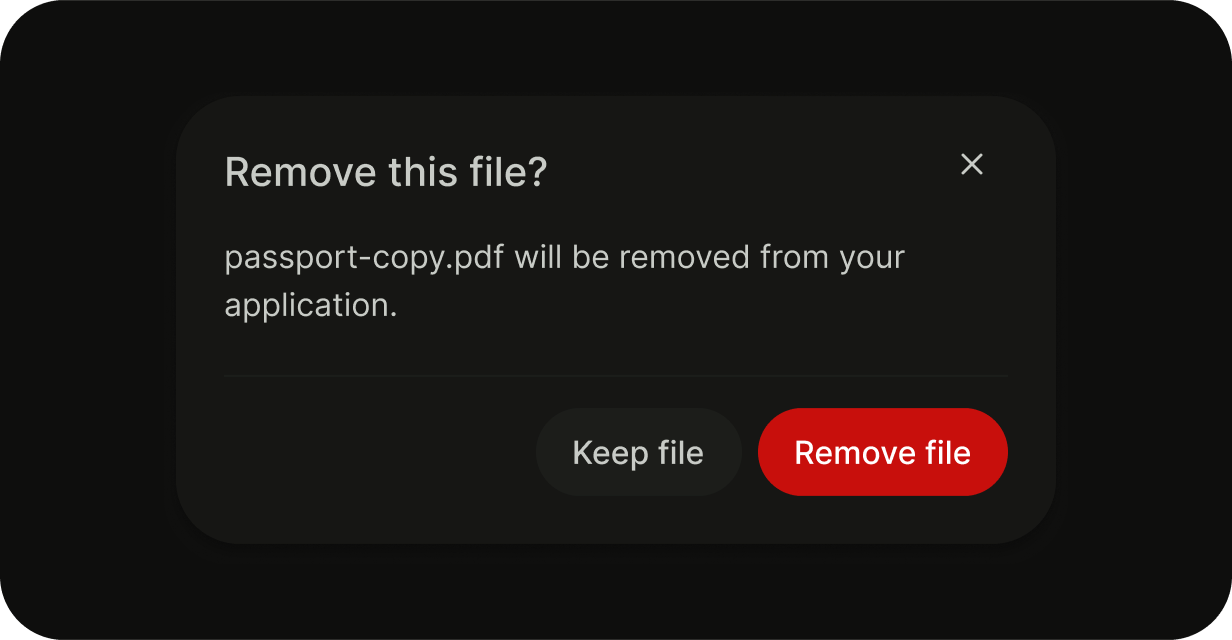 Remove this file?
passport-copy.pdf will be removed from your
application.
Keep file
Remove file